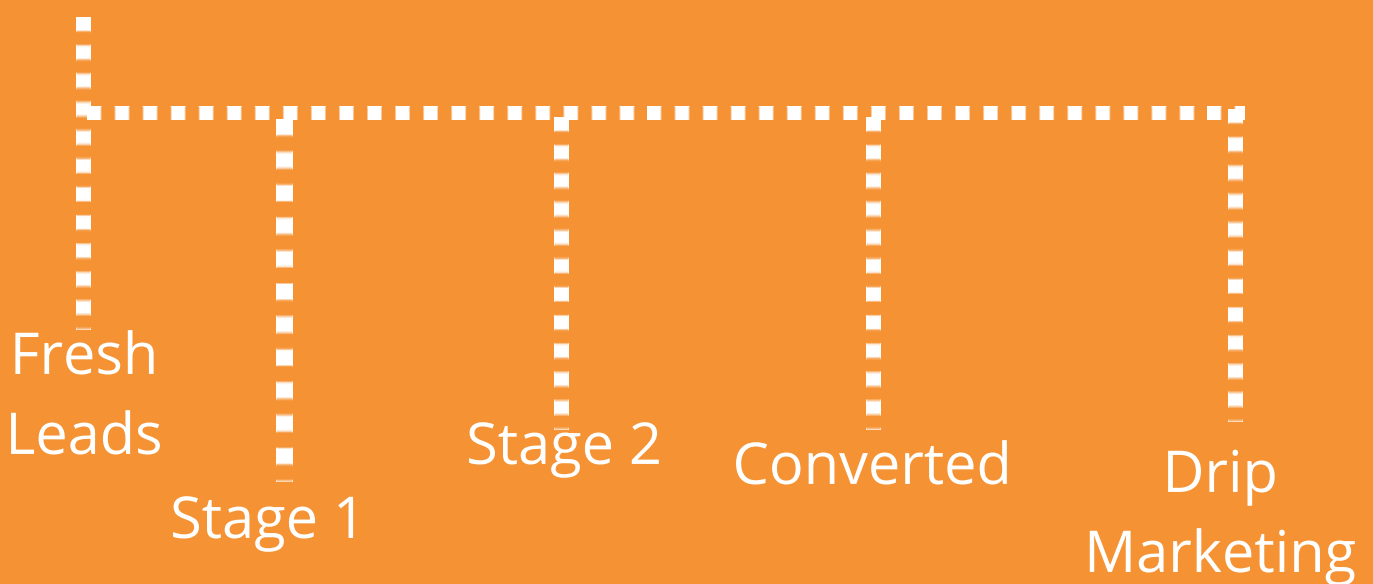 Fresh
Leads
Stage 1
Stage 2
Converted
Drip
Marketing